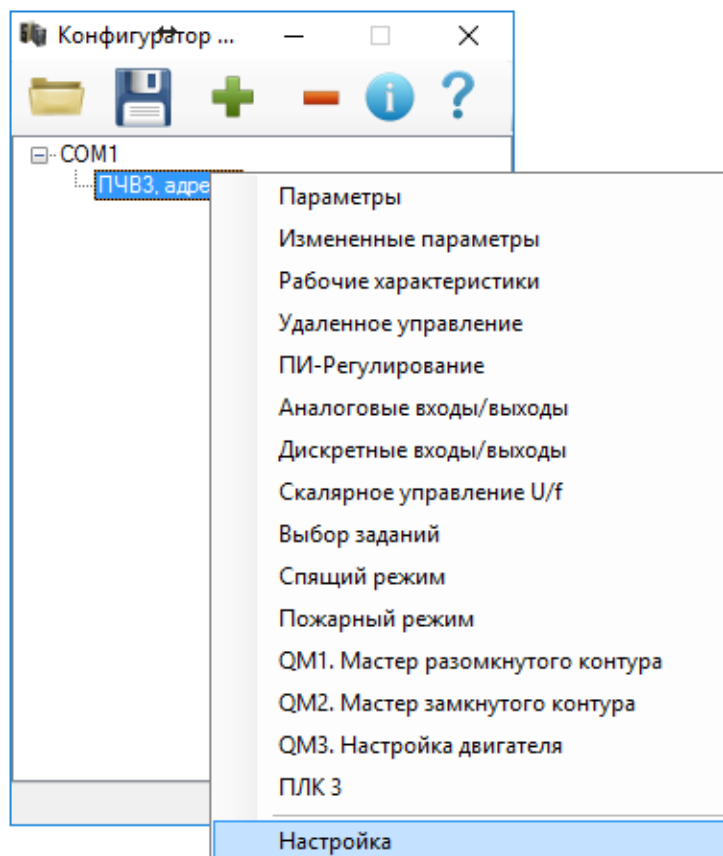 Конфигуратор ...
?
COM1
ПЧВ3, адре
Параметры
Измененные параметры
Рабочие характеристики
Удаленное управление
ПИ-Регулирование
Аналоговые входы/выходы
Дискретные входы/выходы
Скалярное управление U/f
Выбор заданий
Спящий режим
Пожарный режим
QM1. Мастер разомкнутого контура
QM2. Мастер замкнутого контура
QM3. Настройка двигателя
ПЛК 3
Настройка